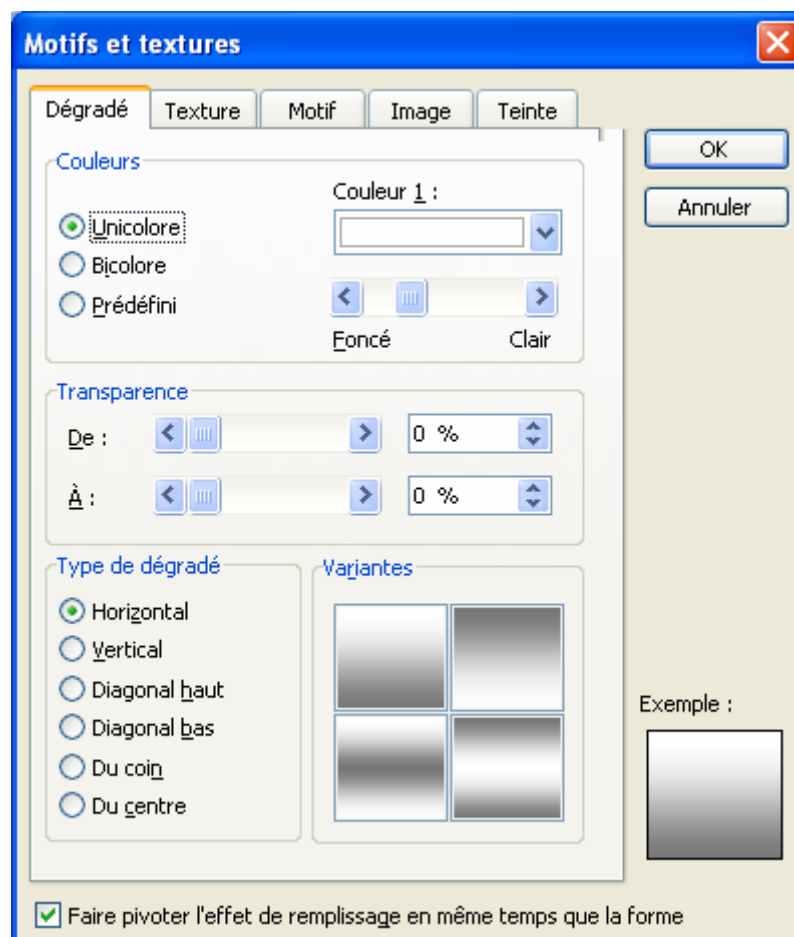 Motifs et textures
Dégradé Texture Motif Image Teinte
OK
Annuler
Couleurs
Couleur 1 :
Unicolore
Bicolore
Prédéfini
Foncé Clair
Transparence
De : 0 %
À : 0 %
Type de dégradé
Horizontal
Vertical
Diagonal haut
Diagonal bas
Du coin
Du centre
Variantes
Exemple :
Faire pivoter l'effet de remplissage en même temps que la forme